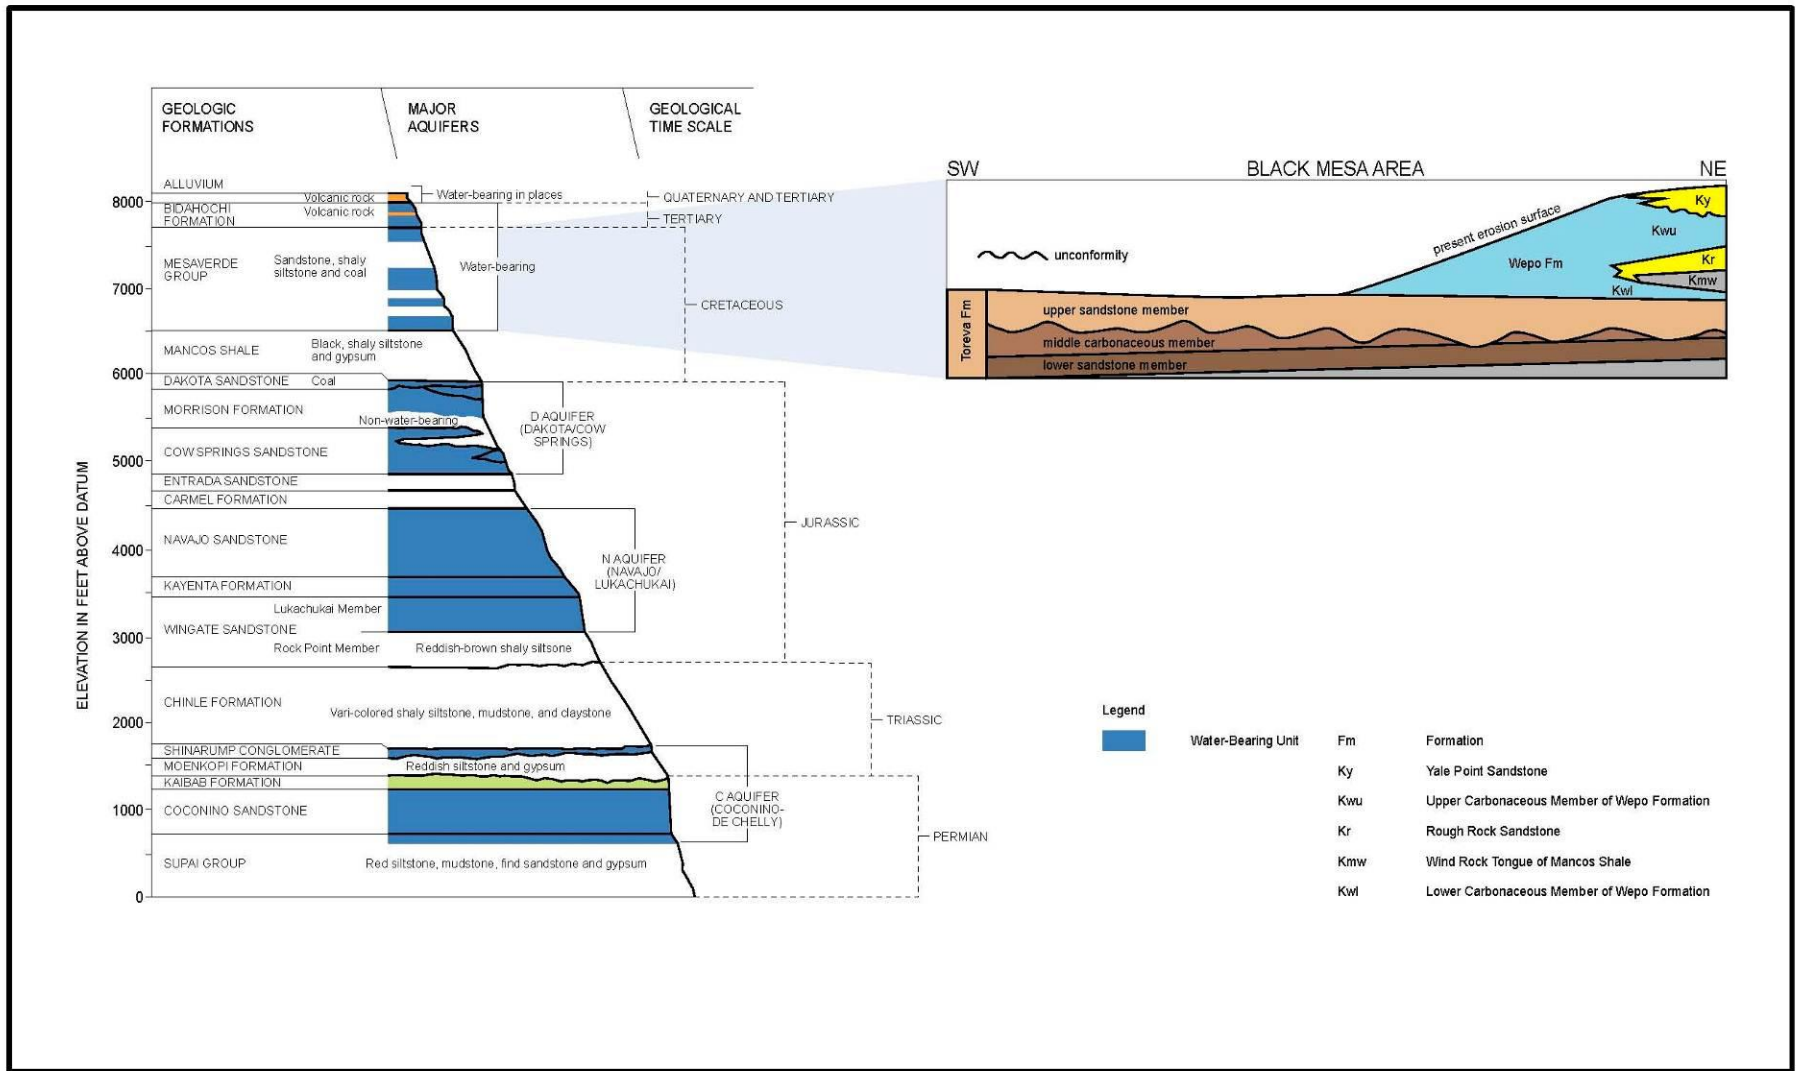 GEOLOGIC
FORMATIONS
MAJOR
AQUIFERS
GEOLOGICAL
TIME SCALE
ALLUVIUM
Volcanic rock
Water-bearing in places
QUATERNARY AND TERTIARY
8000
BIDAHOCHI
FORMATION
Volcanic rock
TERTIARY
MESAVERDE
GROUP
Sandstone, shaly
siltstone and coal
Water-bearing
7000
CRETACEOUS
MANCOS SHALE
Black, shaly siltstone
and gypsum
6000
DAKOTA SANDSTONE
Coal
MORRISON FORMATION
Non-water-bearing
D AQUIFER
(DAKOTA/COW
SPRINGS)
COW SPRINGS SANDSTONE
5000
ENTRADA SANDSTONE
CARMEL FORMATION
JURASSIC
NAVAJO SANDSTONE
4000
N AQUIFER
(NAVAJO/
LUKACHUKAI)
KAYENTA FORMATION
Lukachukai Member
WINGATE SANDSTONE
3000
Rock Point Member
Reddish-brown shaly siltsone
CHINLE FORMATION
Vari-colored shaly siltstone, mudstone, and claystone
2000
TRIASSIC
SHINARUMP CONGLOMERATE
MOENKOPI FORMATION
Reddish siltstone and gypsum
KAIBAB FORMATION
1000
COCONINO SANDSTONE
C AQUIFER
(COCONINO-
DE CHELLY)
PERMIAN
SUPAI GROUP
Red siltstone, mudstone, find sandstone and gypsum
0
ELEVATION IN FEET ABOVE DATUM
SW
BLACK MESA AREA
NE
Ky
present erosion surface
Kwu
unconformity
Wepo Fm
Kr
Kmw
Kwl
Toreva Fm
upper sandstone member
middle carbonaceous member
lower sandstone member
Legend
Water-Bearing Unit
Fm Formation
Ky Yale Point Sandstone
Kwu Upper Carbonaceous Member of Wepo Formation
Kr Rough Rock Sandstone
Kmw Wind Rock Tongue of Mancos Shale
Kwl Lower Carbonaceous Member of Wepo Formation